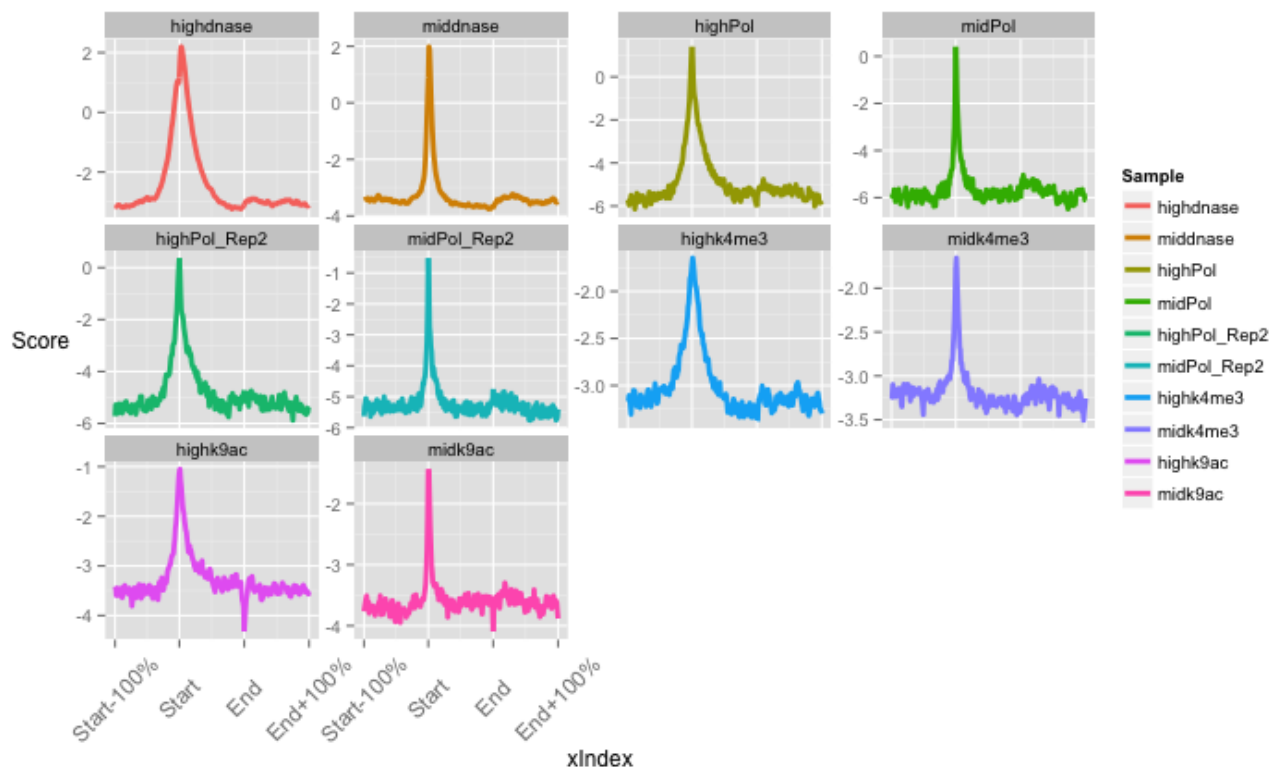 highdnase
middnase
highPol
midPol
2
0
-2
2
0
-2
-4
0
-2
-4
-6
0
-2
-4
-6
highPol_Rep2
midPol_Rep2
highk4me3
midk4me3
0
-2
-4
-6
-1
-2
-3
-4
-5
-6
-2.0
-2.5
-3.0
-2.0
-2.5
-3.0
-3.5
highk9ac
midk9ac
-1
-2
-3
-4
-2
-3
-4
Start-100%
Start
End
End+100%
Start-100%
Start
End
End+100%
xIndex
Score
Sample
highdnase
middnase
highPol
midPol
highPol_Rep2
midPol_Rep2
highk4me3
midk4me3
highk9ac
midk9ac